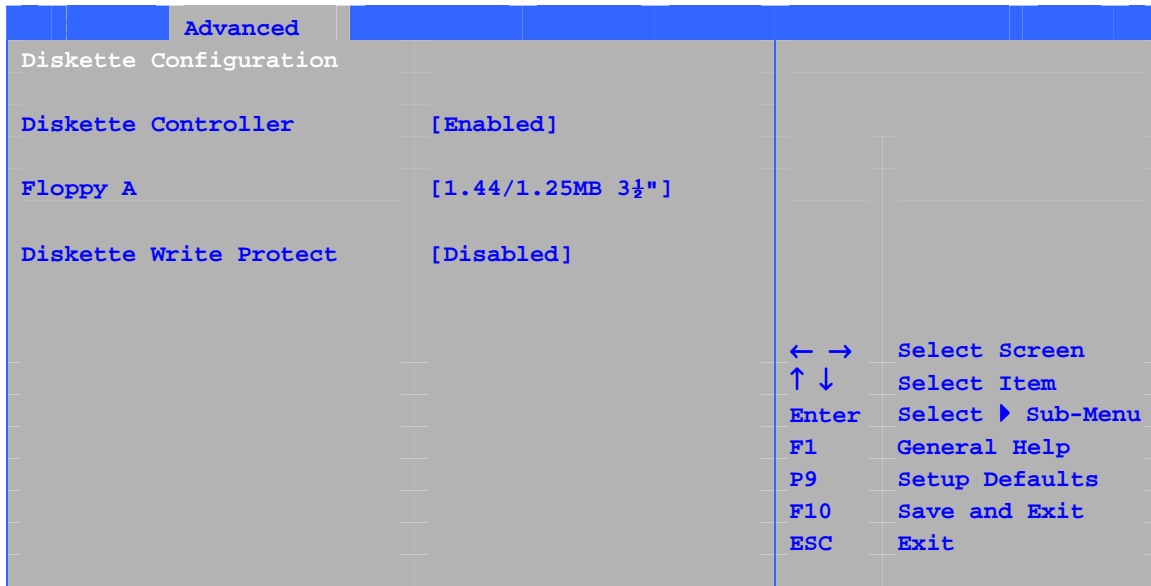 Advanced
Diskette Configuration
Diskette Controller [Enabled]
Floppy A [1.44/1.25MB 3½"]
Diskette Write Protect [Disabled]
← → Select Screen
↑ ↓ Select Item
Enter Select ▶ Sub-Menu
F1 General Help
P9 Setup Defaults
F10 Save and Exit
ESC Exit